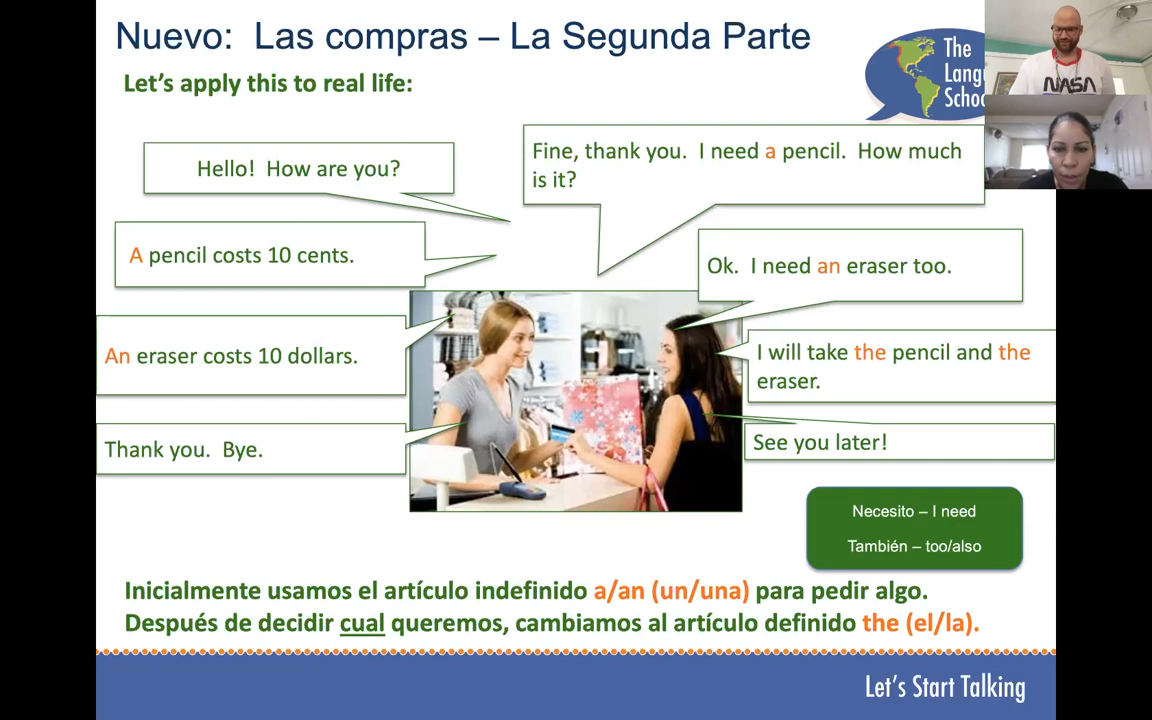 Nuevo:  Las compras – La Segunda Parte
Let's apply this to real life:
The
Lang
Schoo
NASA
Hello!  How are you?
Fine, thank you.  I need a pencil.  How much
is it?
A pencil costs 10 cents.
Ok.  I need an eraser too.
An eraser costs 10 dollars.
I will take the pencil and the
eraser.
Thank you.  Bye.
See you later!
Necesito – I need
También – too/also
Inicialmente usamos el artículo indefinido a/an (un/una) para pedir algo.
Después de decidir cual queremos, cambiamos al artículo definido the (el/la).
Let's Start Talking